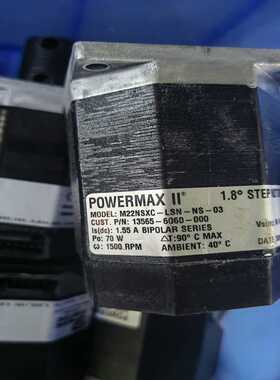 POWERMAX II® 1.8° STEP
MODEL: M22NSXC-LSN-NS-03
CUST. P/N: 13565-6060-000
Is(dc): 1.55 A BIPOLAR SERIES
Po: 70 W ΔT:90° C MAX
ω: 1500 RPM AMBIENT: 40° C